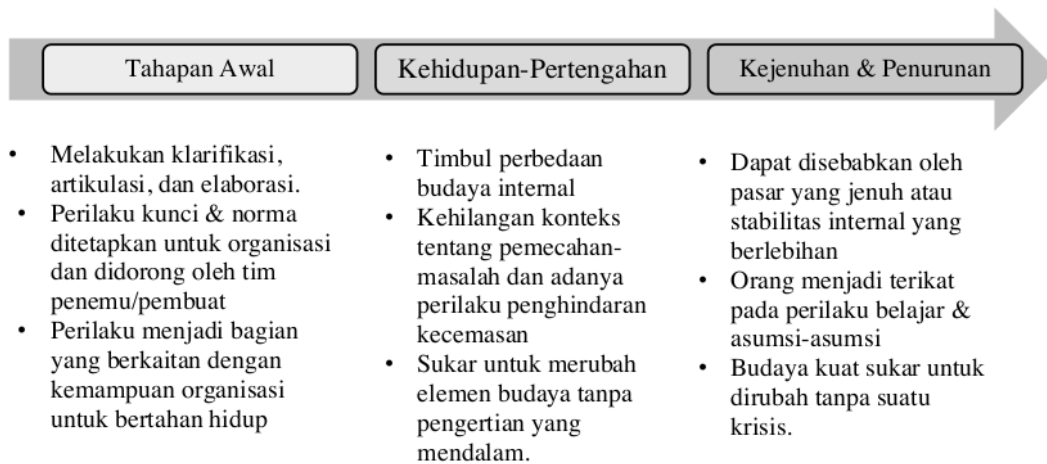 Tahapan Awal
Kehidupan-Pertengahan
Kejenuhan & Penurunan
• Melakukan klarifikasi,
artikulasi, dan elaborasi.
• Perilaku kunci & norma
ditetapkan untuk organisasi
dan didorong oleh tim
penemu/pembuat
• Perilaku menjadi bagian
yang berkaitan dengan
kemampuan organisasi
untuk bertahan hidup
• Timbul perbedaan
budaya internal
• Kehilangan konteks
tentang pemecahan-
masalah dan adanya
perilaku penghindaran
kecemasan
• Sukar untuk merubah
elemen budaya tanpa
pengertian yang
mendalam.
• Dapat disebabkan oleh
pasar yang jenuh atau
stabilitas internal yang
berlebihan
• Orang menjadi terikat
pada perilaku belajar &
asumsi-asumsi
• Budaya kuat sukar untuk
dirubah tanpa suatu
krisis.